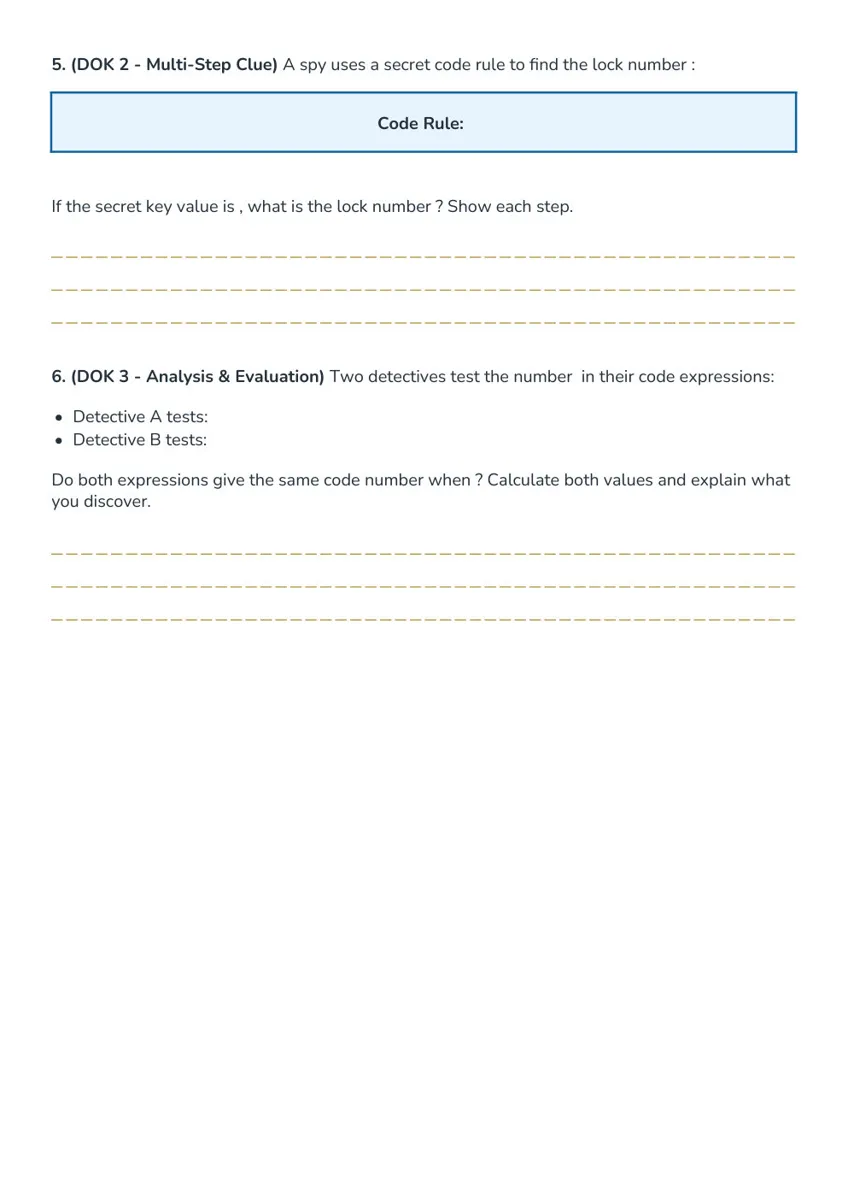 5. (DOK 2 - Multi-Step Clue) A spy uses a secret code rule to find the lock number :
Code Rule:
If the secret key value is , what is the lock number ? Show each step.
6. (DOK 3 - Analysis & Evaluation) Two detectives test the number  in their code expressions:
• Detective A tests:
• Detective B tests:
Do both expressions give the same code number when ? Calculate both values and explain what
you discover.